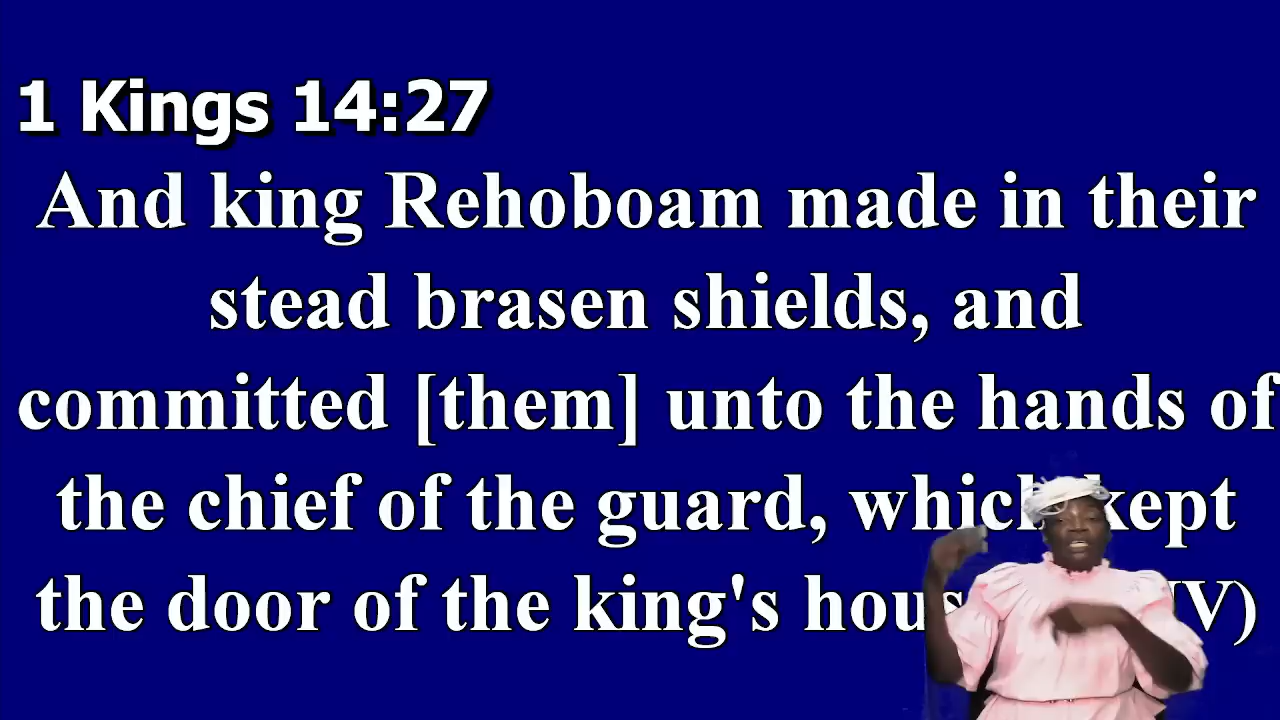 1 Kings 14:27
And king Rehoboam made in their
stead brasen shields, and
committed [them] unto the hands of
the chief of the guard, which kept
the door of the king's